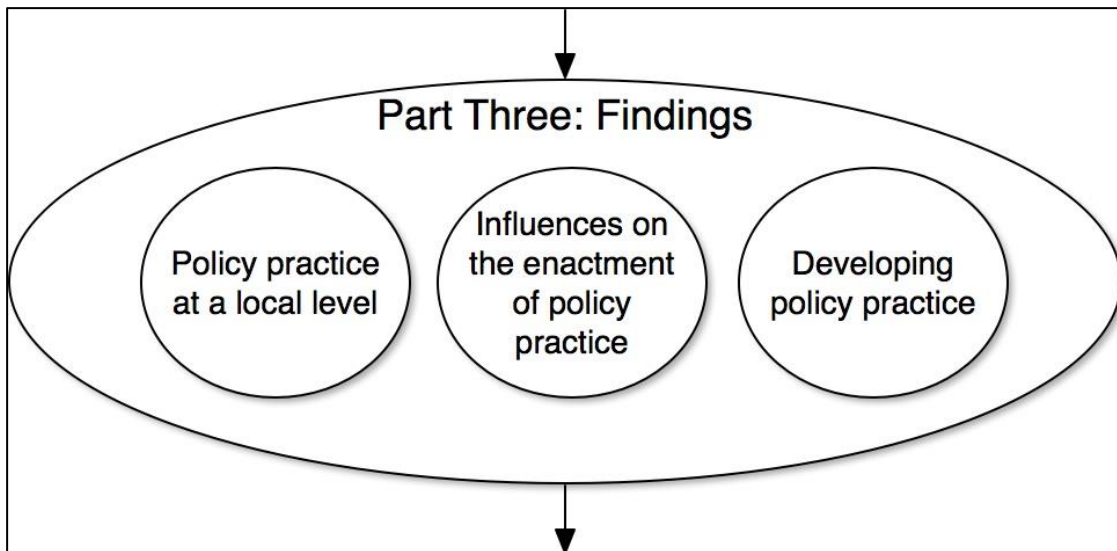 Part Three: Findings
Policy practice
at a local level
Influences on
the enactment
of policy
practice
Developing
policy practice